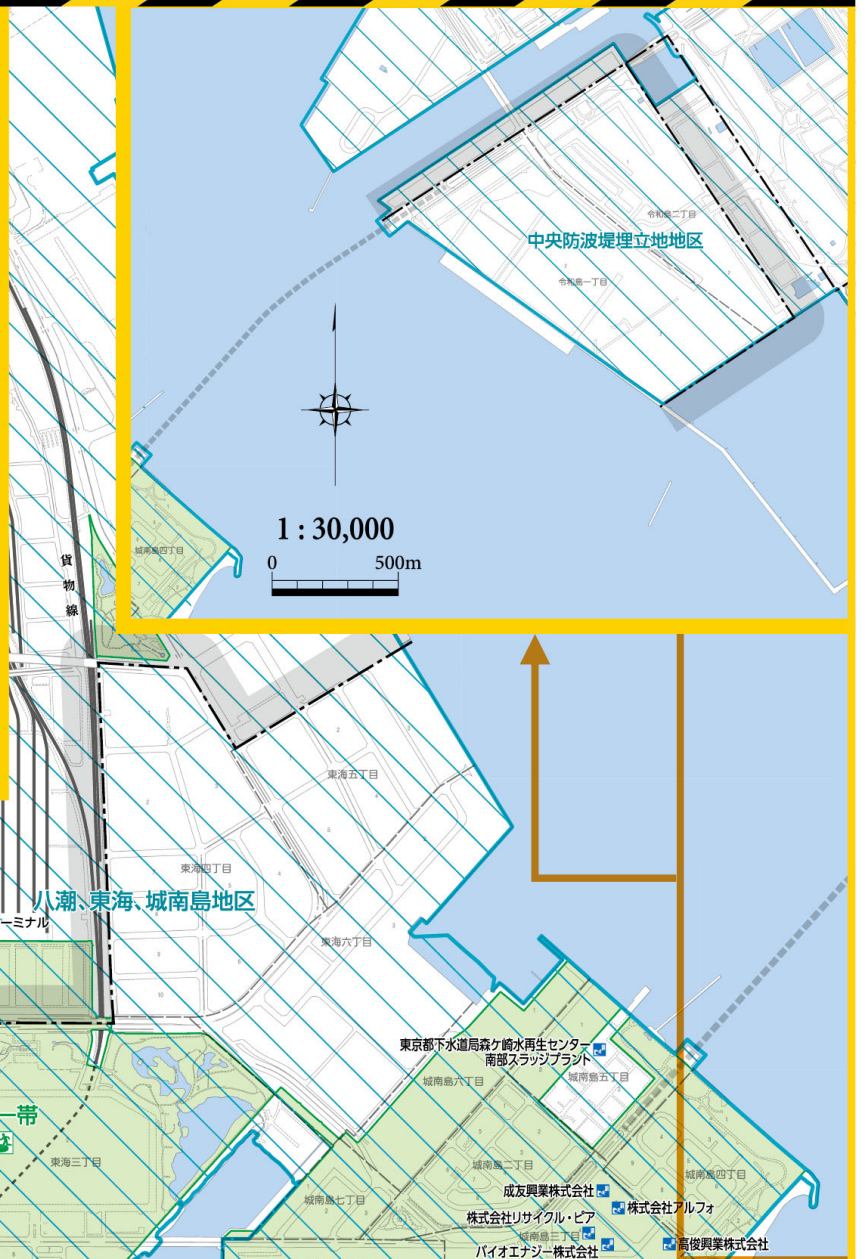 令和島二丁目
中央防波堤埋立地地区
令和島一丁目
1 : 30,000
0 500m
城南島四丁目
貨物線
東海五丁目
東海四丁目
八潮、東海、城南島地区
ーミナル
東海六丁目
東京都下水道局森ケ崎水再生センター
南部スラッジプラント
城南島六丁目
城南島五丁目
一帯
東海三丁目
城南島二丁目
城南島四丁目
城南島七丁目
成友興業株式会社
株式会社アルフォ
株式会社リサイクル・ピア
城南島三丁目
バイオエナジー株式会社
高俊興業株式会社